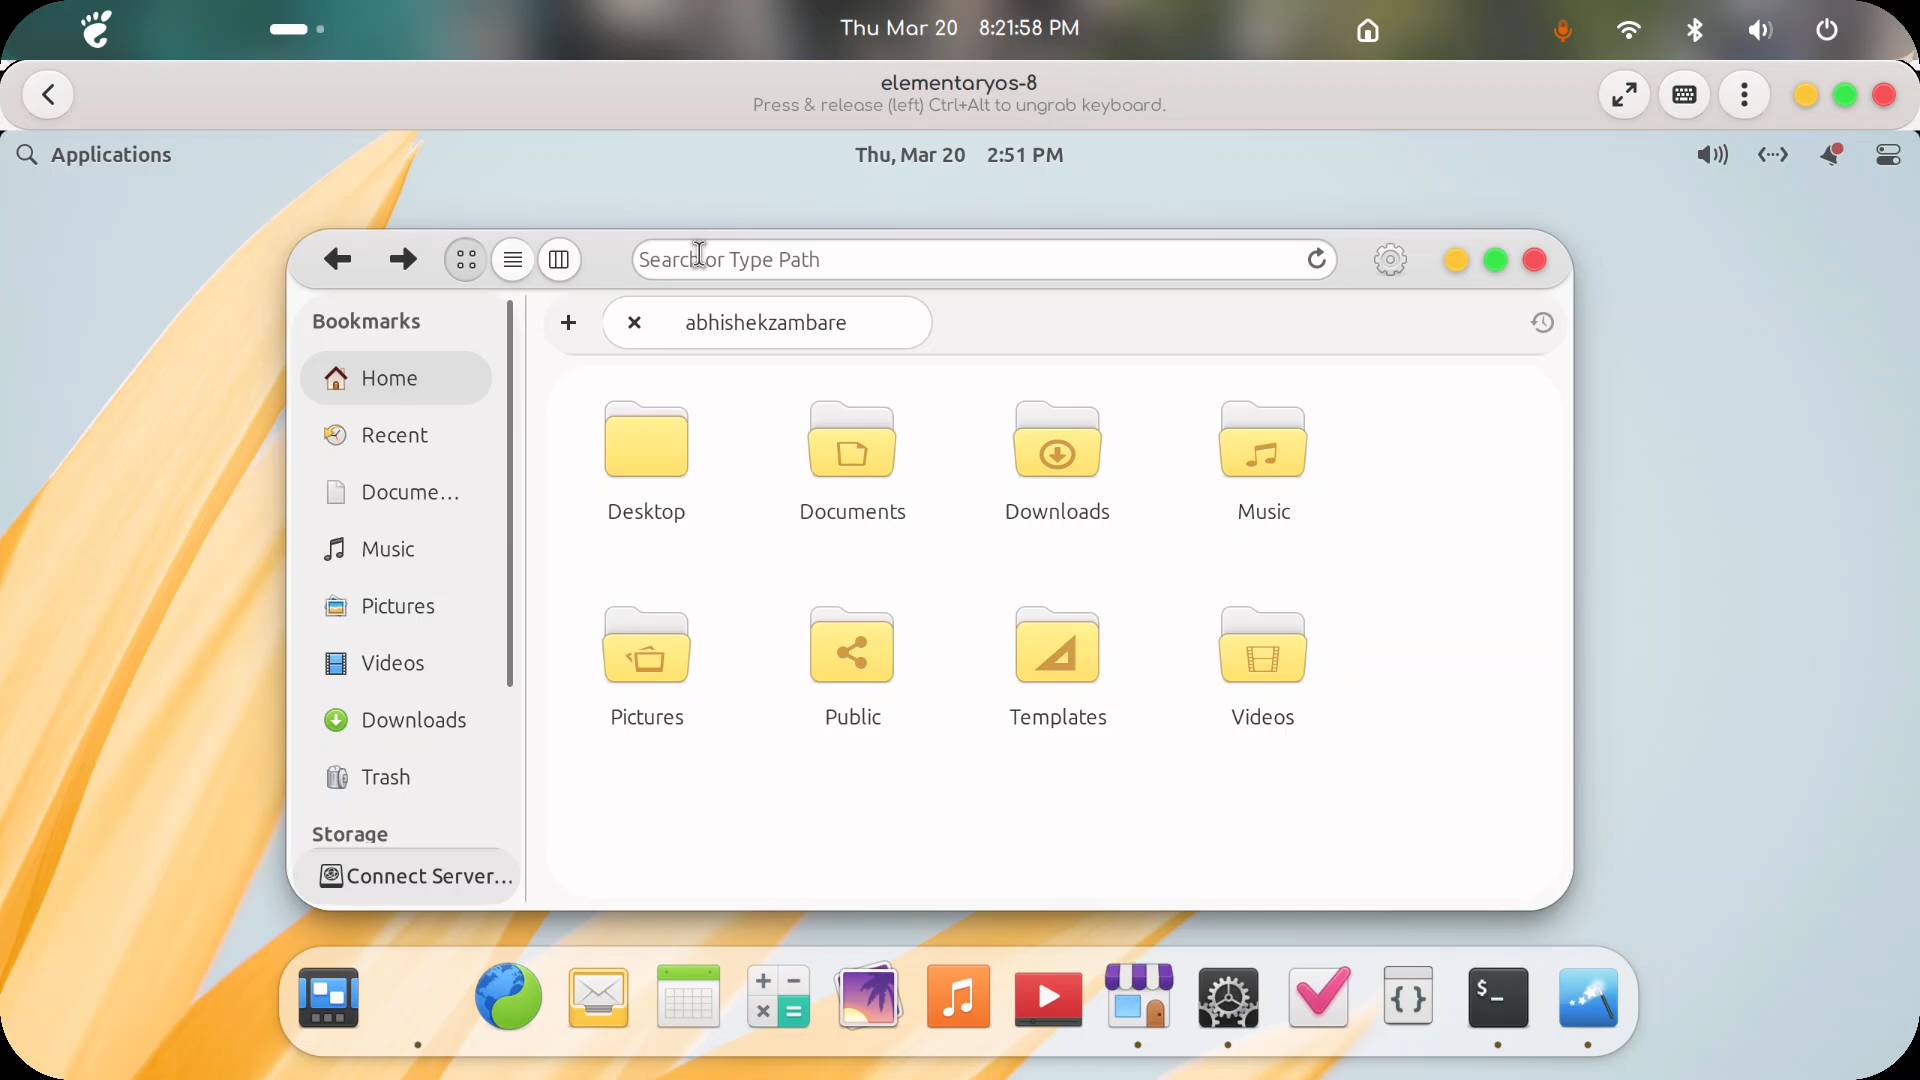 Thu Mar 20 8:21:58 PM
elementaryos-8
Press & release (left) Ctrl+Alt to ungrab keyboard.
Applications
Thu, Mar 20 2:51 PM
Search or Type Path
Bookmarks
abhishekzambare
Home
Recent
Docume...
Music
Pictures
Videos
Downloads
Trash
Storage
Connect Server...
Desktop
Documents
Downloads
Music
Pictures
Public
Templates
Videos